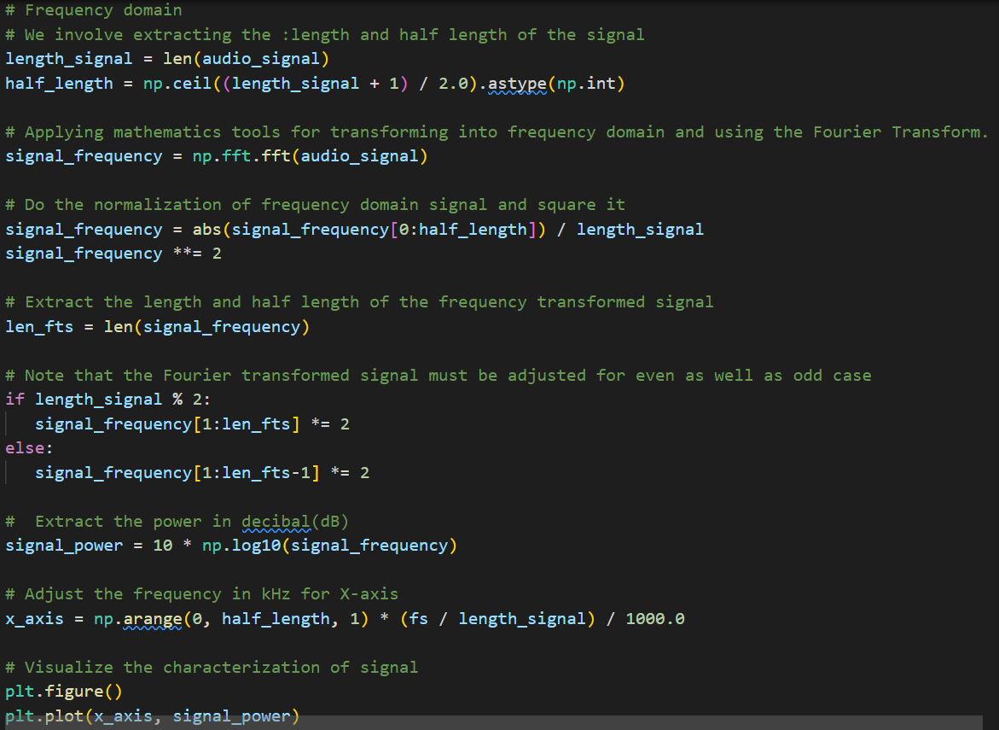 # Frequency domain
# We involve extracting the :length and half length of the signal
length_signal = len(audio_signal)
half_length = np.ceil((length_signal + 1) / 2.0).astype(np.int)
# Applying mathematics tools for transforming into frequency domain and using the Fourier Transform.
signal_frequency = np.fft.fft(audio_signal)
# Do the normalization of frequency domain signal and square it
signal_frequency = abs(signal_frequency[0:half_length]) / length_signal
signal_frequency **= 2
# Extract the length and half length of the frequency transformed signal
len_fts = len(signal_frequency)
# Note that the Fourier transformed signal must be adjusted for even as well as odd case
if length_signal % 2:
   signal_frequency[1:len_fts] *= 2
else:
   signal_frequency[1:len_fts-1] *= 2
#  Extract the power in decibal(dB)
signal_power = 10 * np.log10(signal_frequency)
# Adjust the frequency in kHz for X-axis
x_axis = np.arange(0, half_length, 1) * (fs / length_signal) / 1000.0
# Visualize the characterization of signal
plt.figure()
plt.plot(x_axis, signal_power)